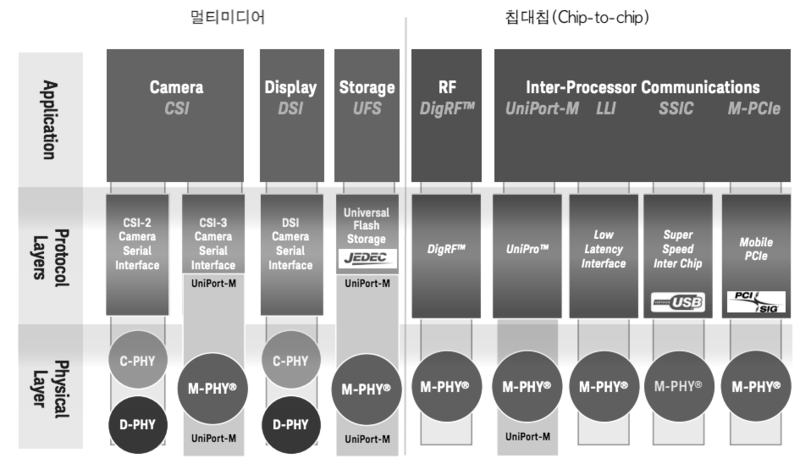 멀티미디어
칩대칩(Chip-to-chip)
Application
Camera
CSI
Display
DSI
Storage
UFS
RF
DigRF™
Inter-Processor Communications
UniPort-M LLI SSIC M-PCIe
Protocol
Layers
CSI-2
Camera
Serial
Interface
CSI-3
Camera
Serial
Interface
UniPort-M
DSI
Camera
Serial
Interface
Universal
Flash
Storage
JEDEC
UniPort-M
DigRF™
UniPro™
Low
Latency
Interface
Super
Speed
Inter Chip
USB
Mobile
PCIe
PCI
SIG
Physical
Layer
C-PHY
D-PHY
M-PHY®
UniPort-M
C-PHY
D-PHY
M-PHY®
UniPort-M
M-PHY®
M-PHY®
UniPort-M
M-PHY®
M-PHY®
M-PHY®